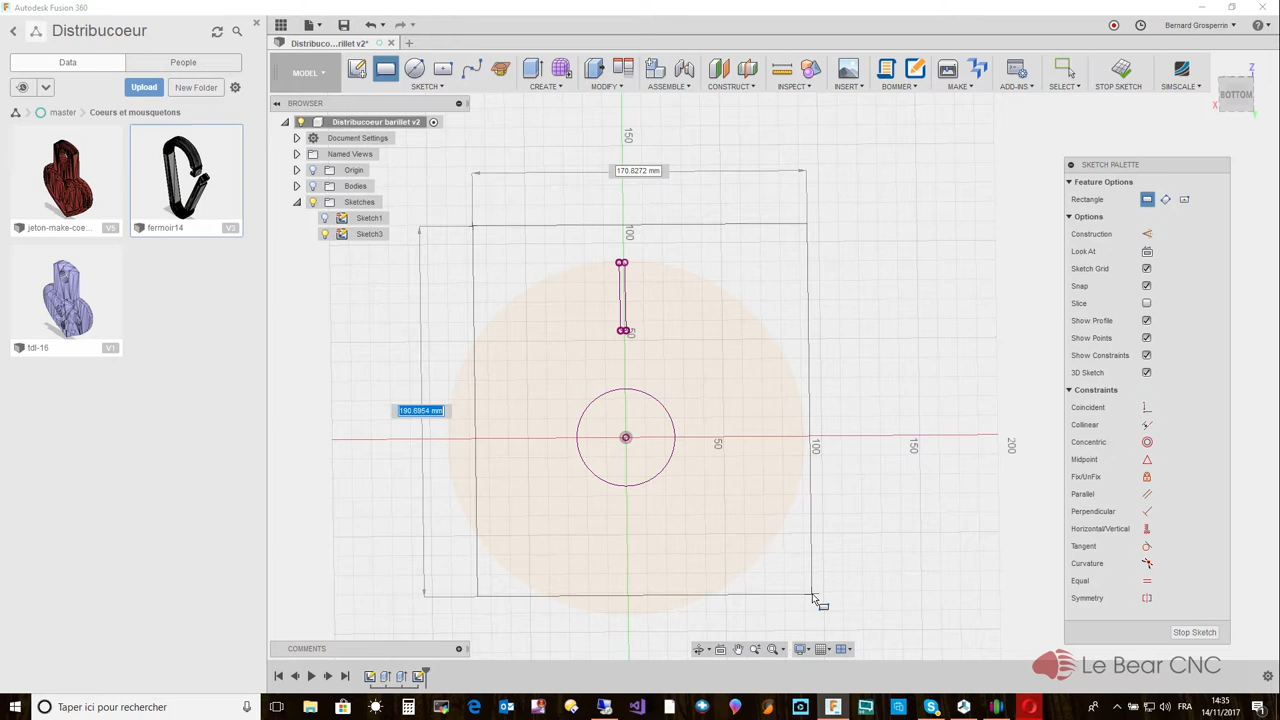 Autodesk Fusion 360
Distribucoeur
Data
People
Upload
New Folder
master
Coeurs et mousquetons
jeton-make-coe...
V5
fermoir14
V3
tdl-16
V1
Distribuco...rillet v2*
Bernard Grosperrin
MODEL
SKETCH
CREATE
MODIFY
ASSEMBLE
CONSTRUCT
INSPECT
INSERT
BOMMER
MAKE
ADD-INS
SELECT
STOP SKETCH
SIMSCALE
BROWSER
Distribucoeur barillet v2
Document Settings
Named Views
Origin
Bodies
Sketches
Sketch1
Sketch3
Z
BOTTOM
X
Y
150
170.8272 mm
100
190.6954 mm
50
100
150
200
SKETCH PALETTE
Feature Options
Rectangle
Options
Construction
Look At
Sketch Grid
Snap
Slice
Show Profile
Show Points
Show Constraints
3D Sketch
Constraints
Coincident
Collinear
Concentric
Midpoint
Fix/UnFix
Parallel
Perpendicular
Horizontal/Vertical
Tangent
Curvature
Equal
Symmetry
Stop Sketch
COMMENTS
Le Bear CNC
Taper ici pour rechercher
FRA
14:35
14/11/2017